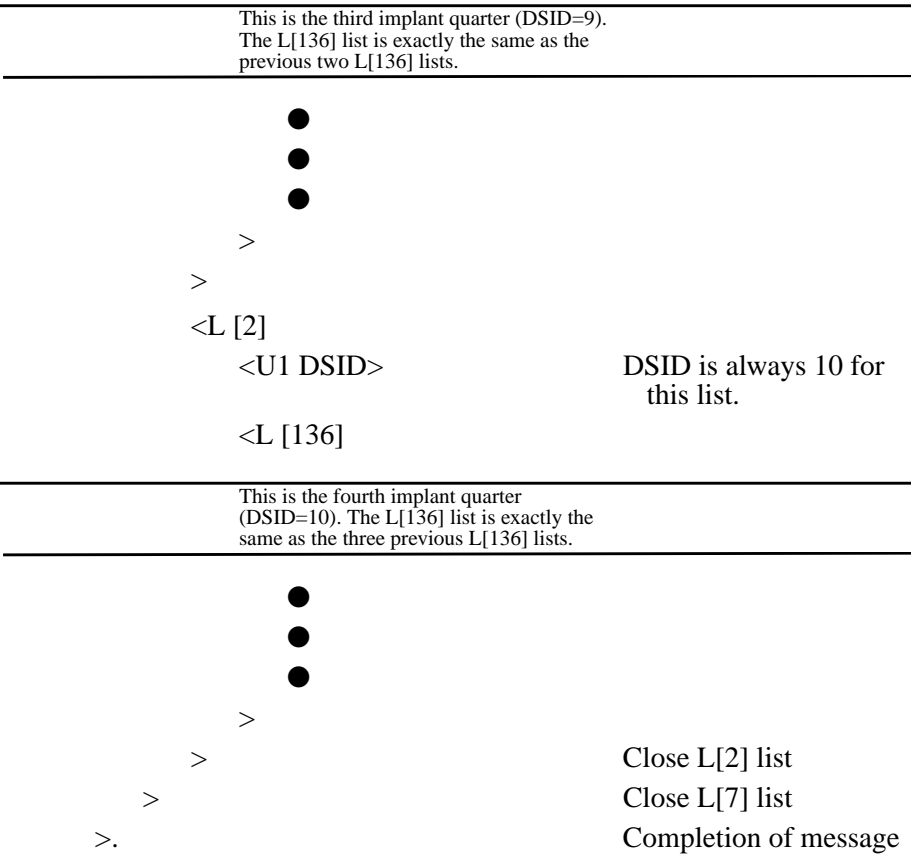 This is the third implant quarter (DSID=9).
The L[136] list is exactly the same as the
previous two L[136] lists.
●
●
●
>
>
<L [2]
<U1 DSID> DSID is always 10 for
this list.
<L [136]
This is the fourth implant quarter
(DSID=10). The L[136] list is exactly the
same as the three previous L[136] lists.
●
●
●
>
> Close L[2] list
> Close L[7] list
>. Completion of message